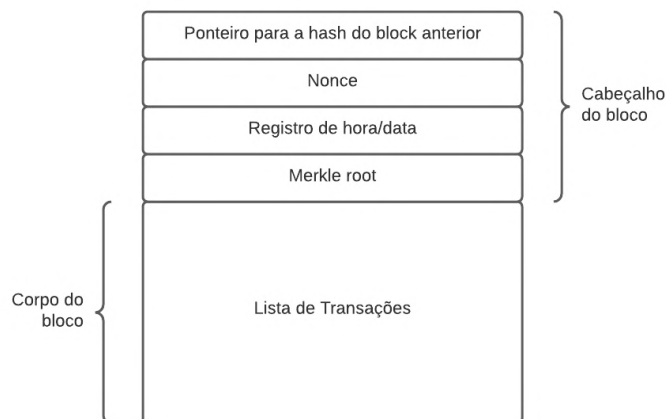 Ponteiro para a hash do block anterior
Nonce
Registro de hora/data
Merkle root
Cabeçalho
do bloco
Lista de Transações
Corpo do
bloco